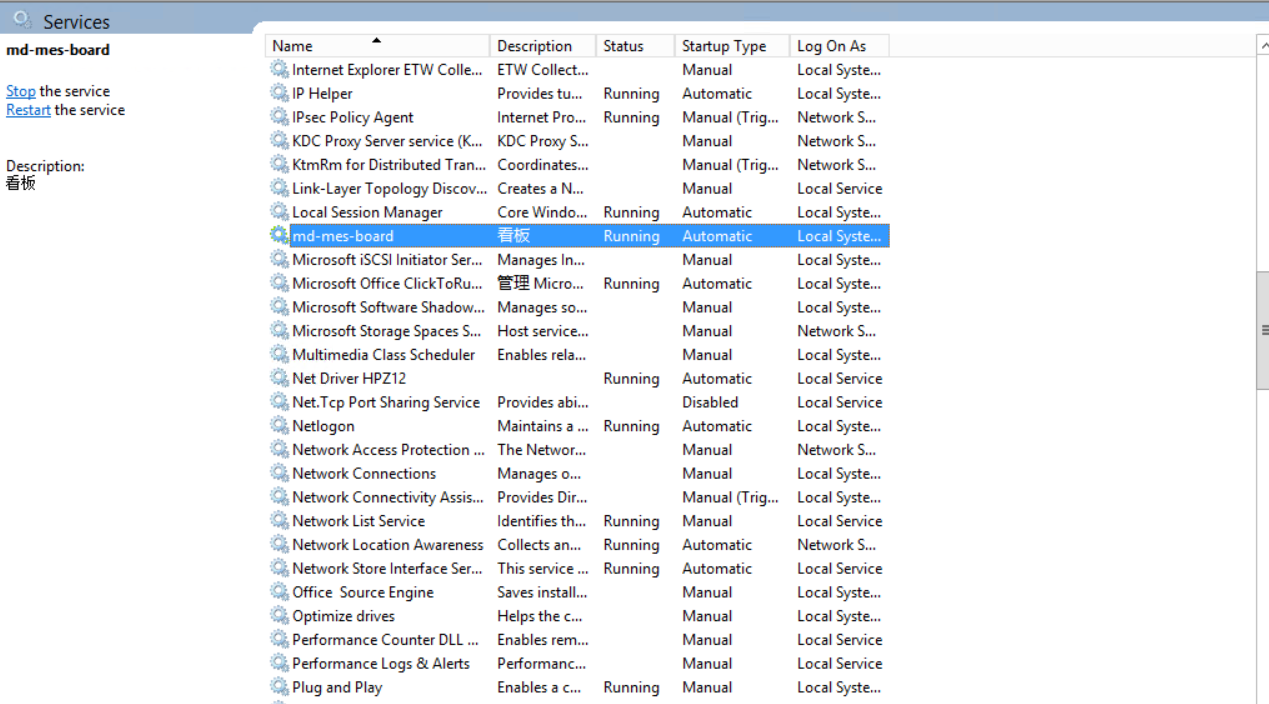 Services
md-mes-board
Stop the service
Restart the service
Description:
看板
Name Description Status Startup Type Log On As
Internet Explorer ETW Colle... ETW Collect... Manual Local Syste...
IP Helper Provides tu... Running Automatic Local Syste...
IPsec Policy Agent Internet Pro... Running Manual (Trig... Network S...
KDC Proxy Server service (K... KDC Proxy S... Manual Network S...
KtmRm for Distributed Tran... Coordinates... Manual (Trig... Network S...
Link-Layer Topology Discov... Creates a N... Manual Local Service
Local Session Manager Core Windo... Running Automatic Local Syste...
md-mes-board 看板 Running Automatic Local Syste...
Microsoft iSCSI Initiator Ser... Manages In... Manual Local Syste...
Microsoft Office ClickToRu... 管理 Micro... Running Automatic Local Syste...
Microsoft Software Shadow... Manages so... Manual Local Syste...
Microsoft Storage Spaces S... Host service... Manual Network S...
Multimedia Class Scheduler Enables rela... Manual Local Syste...
Net Driver HPZ12 Running Automatic Local Service
Net.Tcp Port Sharing Service Provides abi... Disabled Local Service
Netlogon Maintains a ... Running Automatic Local Syste...
Network Access Protection ... The Networ... Manual Network S...
Network Connections Manages o... Manual Local Syste...
Network Connectivity Assis... Provides Dir... Manual (Trig... Local Syste...
Network List Service Identifies th... Running Manual Local Service
Network Location Awareness Collects an... Running Automatic Network S...
Network Store Interface Ser... This service ... Running Automatic Local Service
Office  Source Engine Saves install... Manual Local Syste...
Optimize drives Helps the c... Manual Local Syste...
Performance Counter DLL ... Enables rem... Manual Local Service
Performance Logs & Alerts Performanc... Manual Local Service
Plug and Play Enables a c... Running Manual Local Syste...